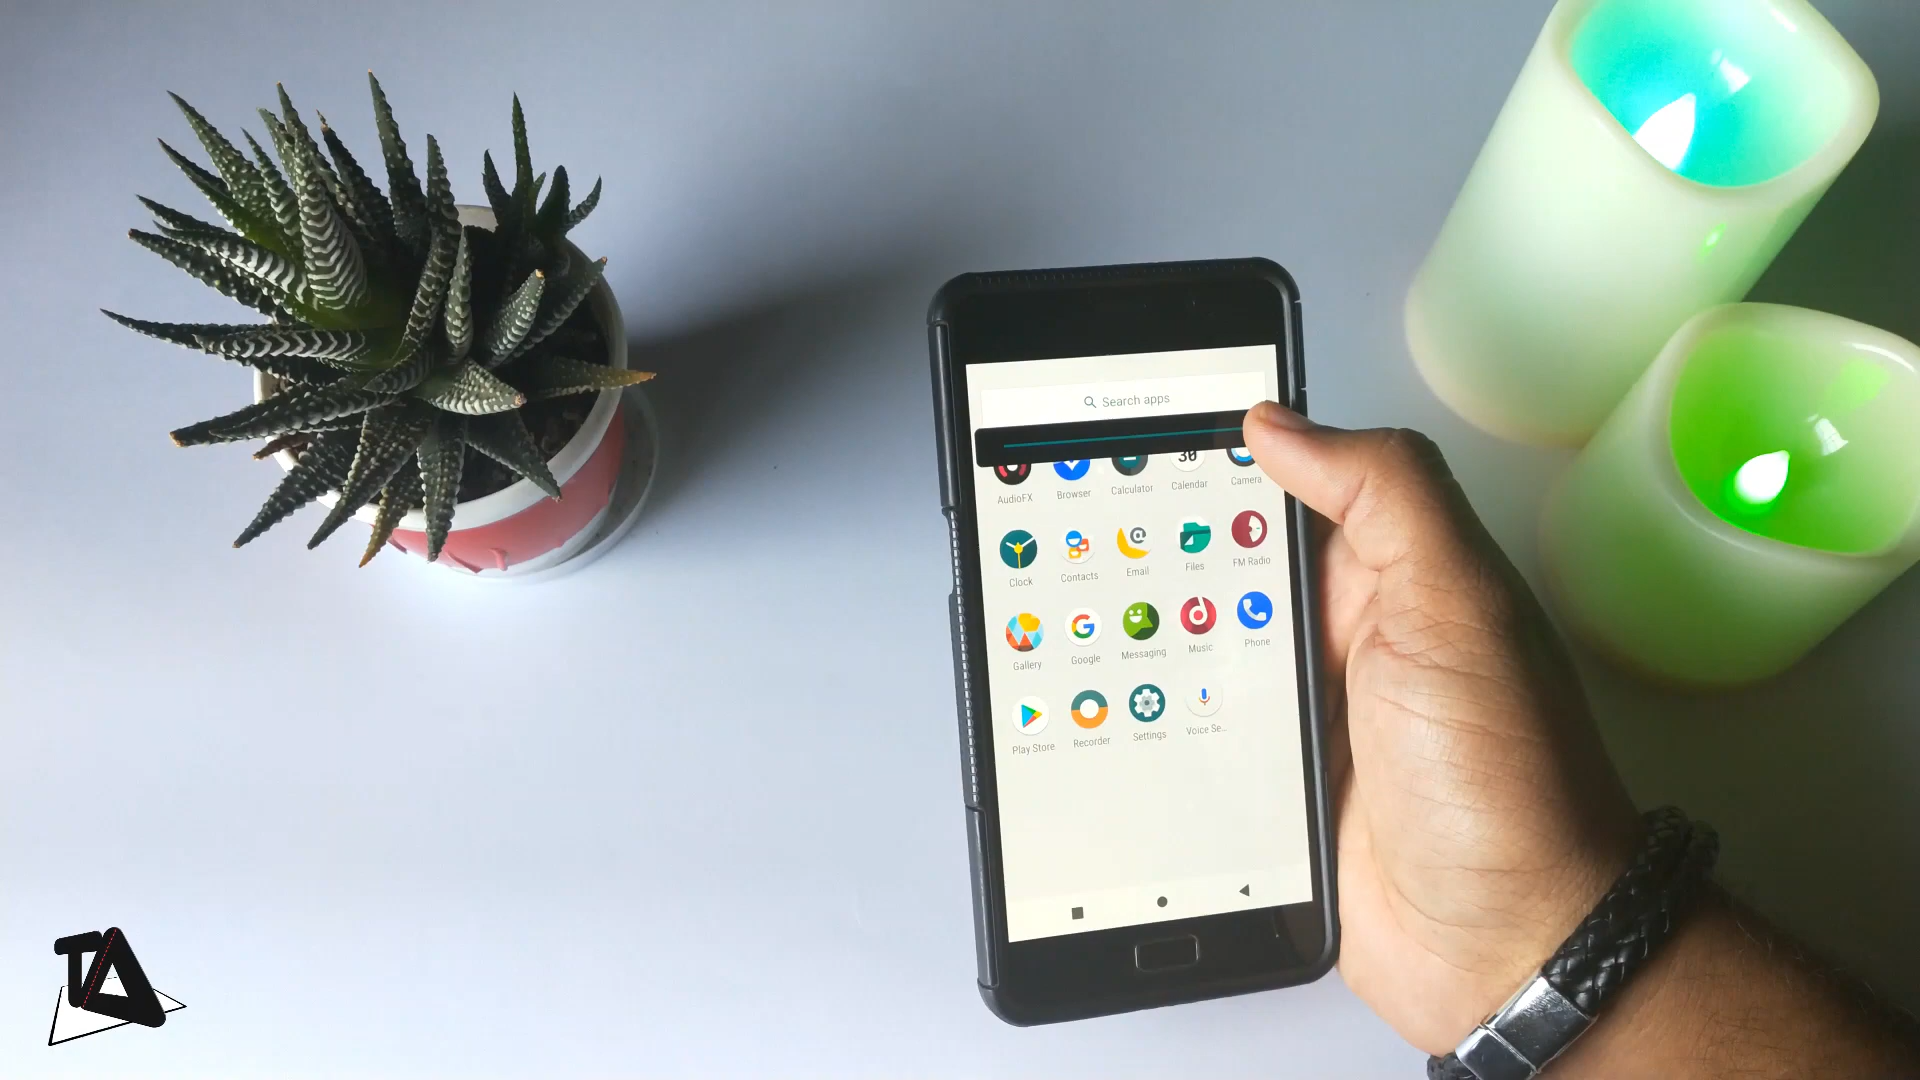 Search apps
AudioFX Browser Calculator Calendar Camera
30
Clock Contacts Email Files FM Radio
Gallery Google Messaging Music Phone
Play Store Recorder Settings Voice Se...
TA